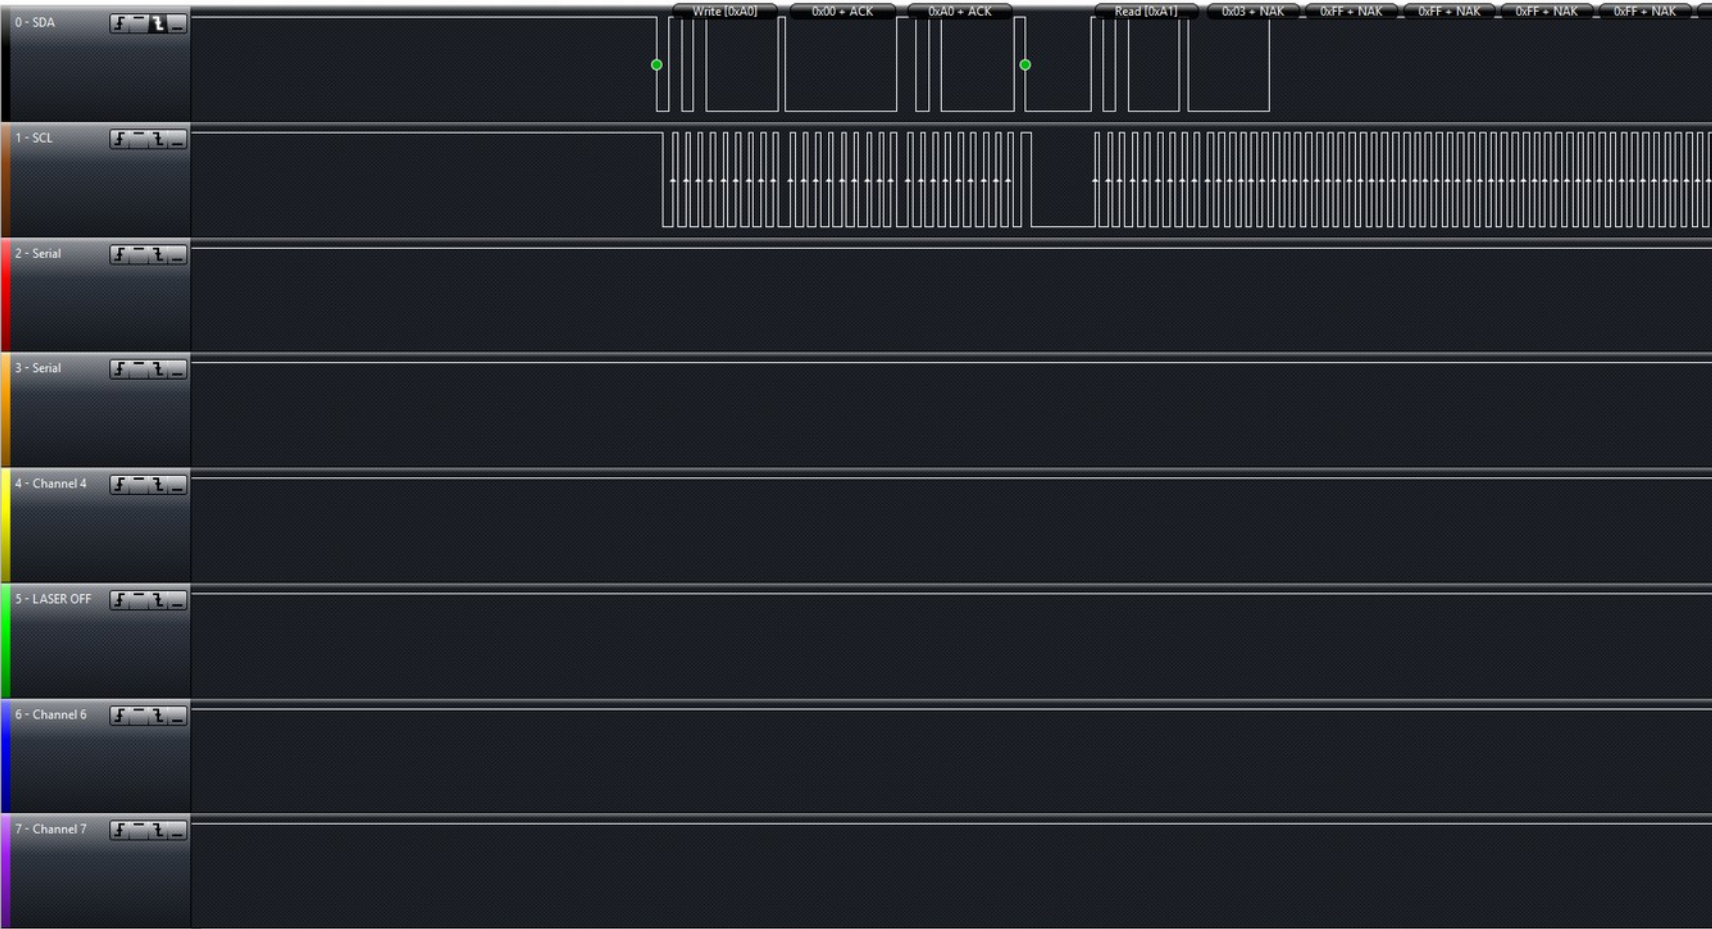 0 - SDA
Write [0xA0] 0x00 + ACK 0xA0 + ACK Read [0xA1] 0x03 + NAK 0xFF + NAK 0xFF + NAK 0xFF + NAK 0xFF + NAK
1 - SCL
2 - Serial
3 - Serial
4 - Channel 4
5 - LASER OFF
6 - Channel 6
7 - Channel 7